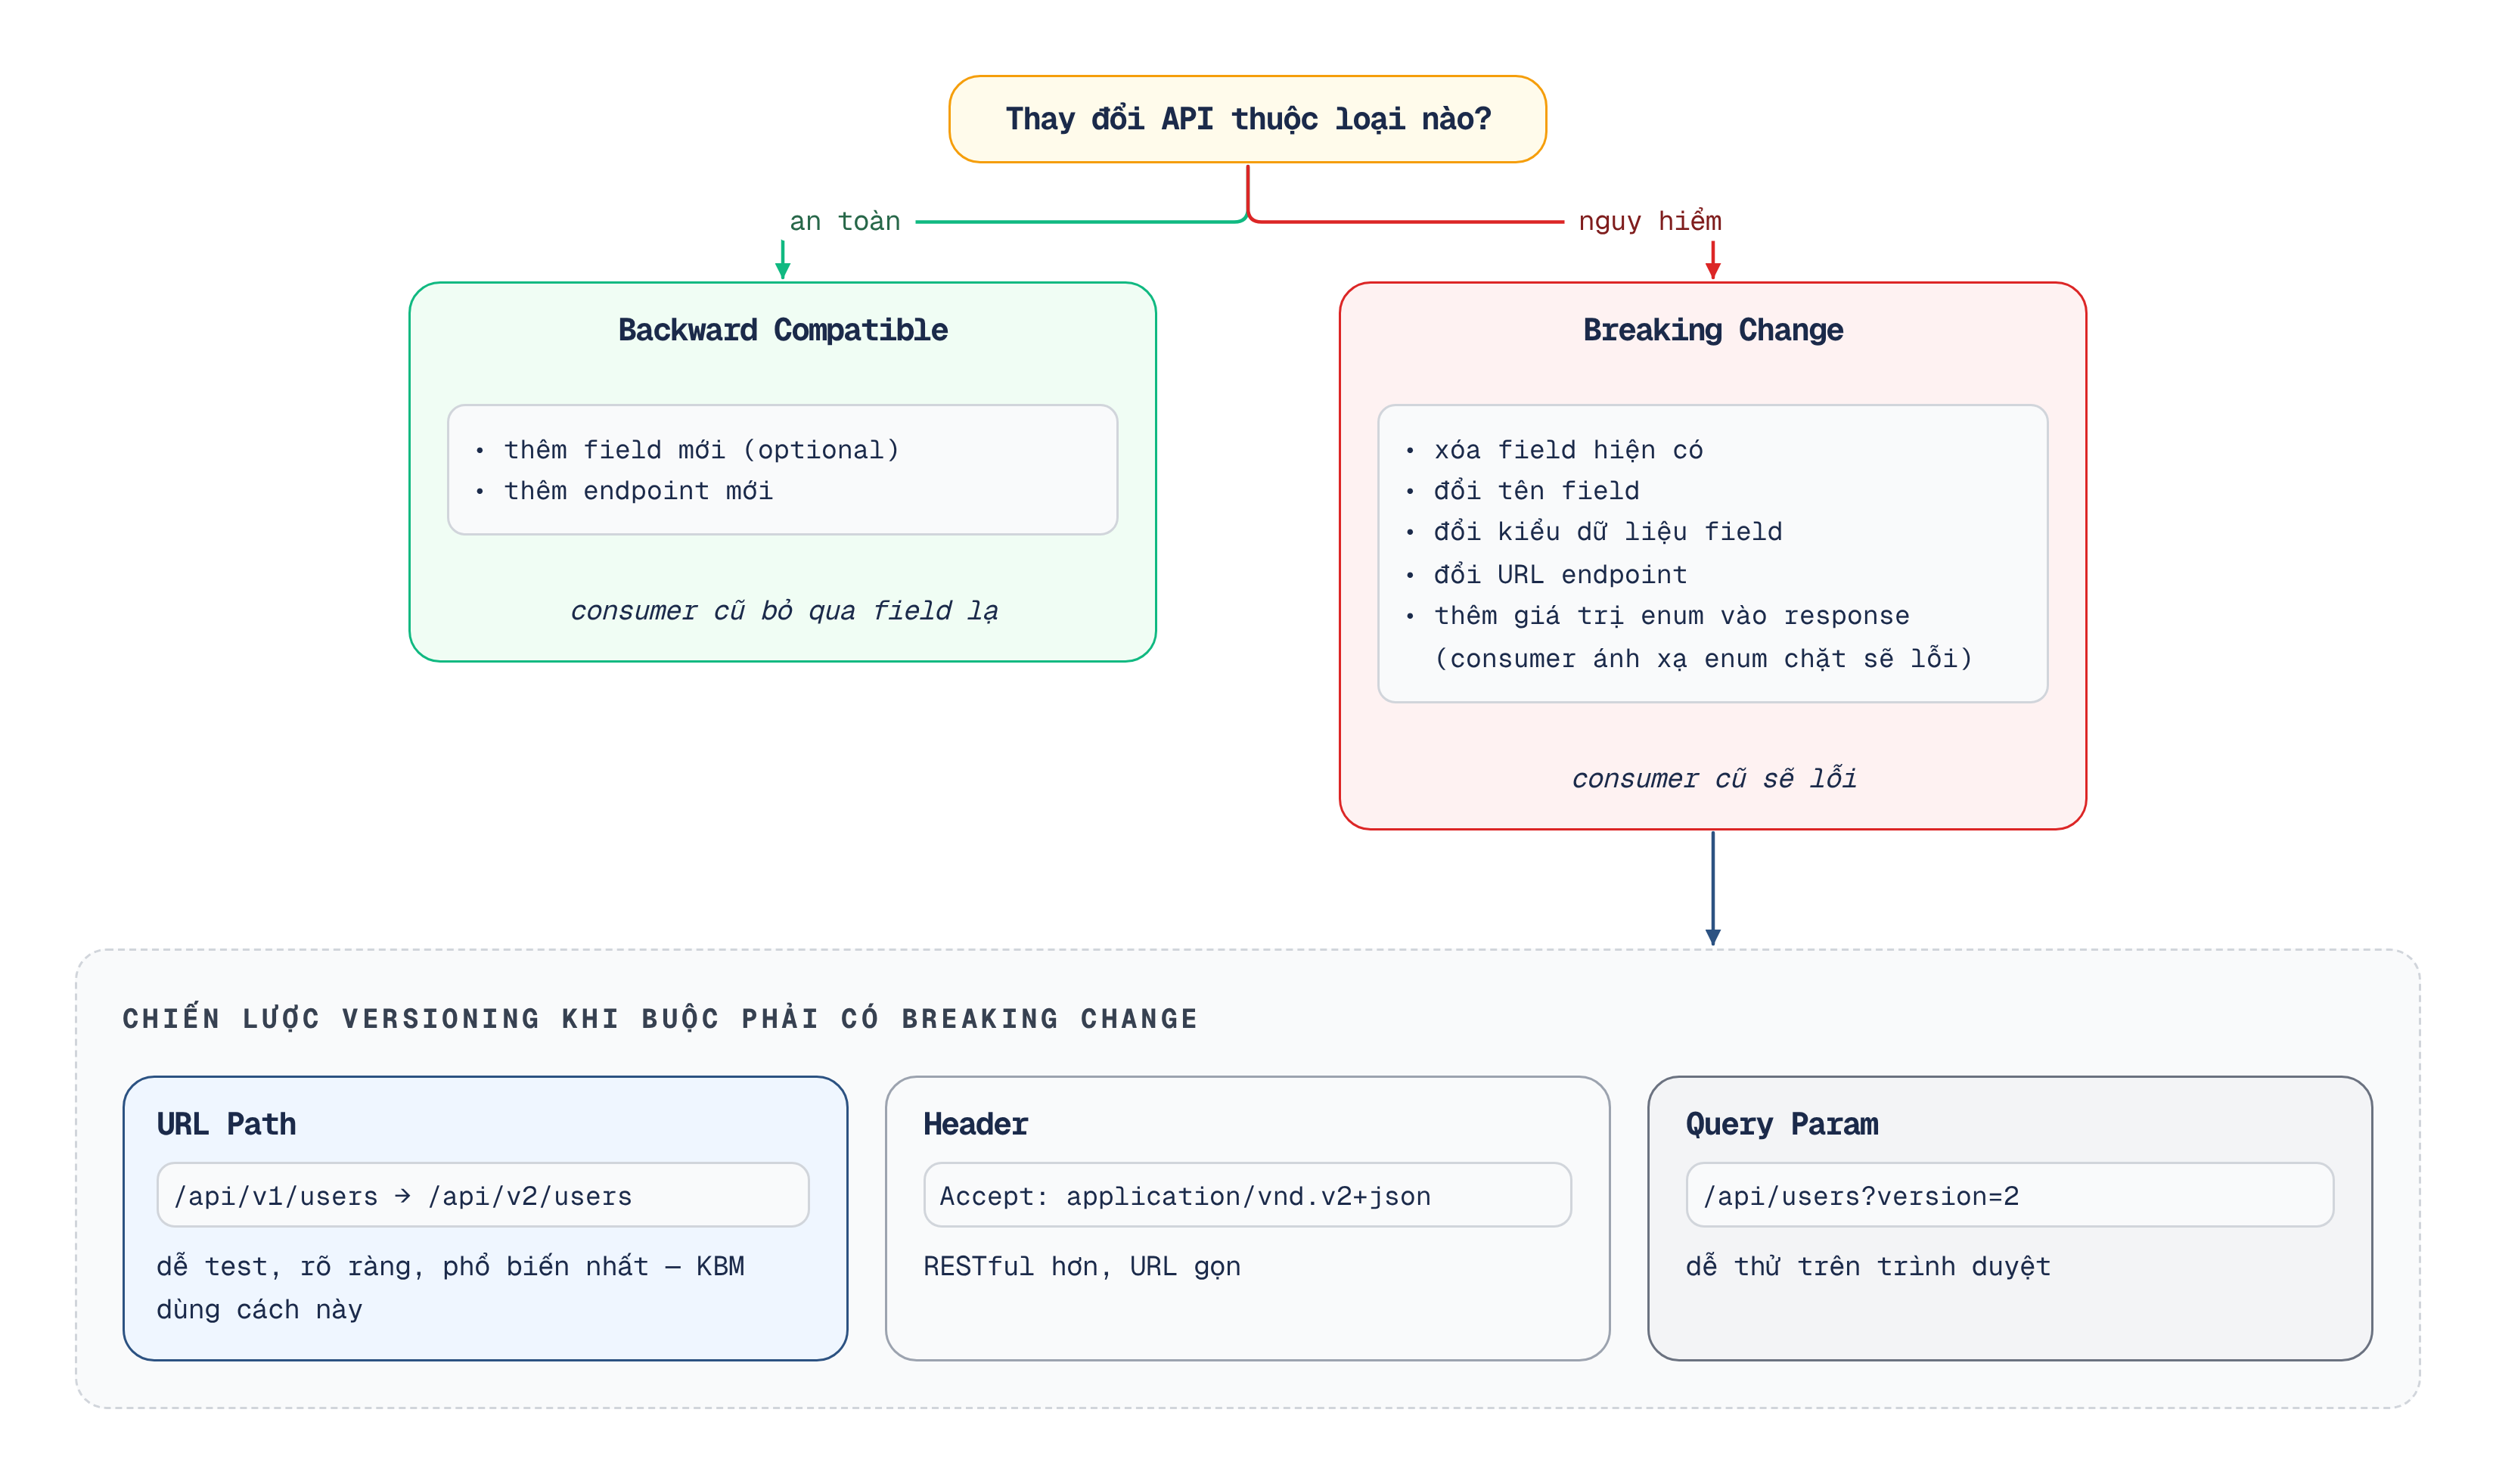 Thay đổi API thuộc loại nào?
an toàn
nguy hiểm
Backward Compatible
• thêm field mới (optional)
• thêm endpoint mới
consumer cũ bỏ qua field lạ
Breaking Change
• xóa field hiện có
• đổi tên field
• đổi kiểu dữ liệu field
• đổi URL endpoint
• thêm giá trị enum vào response
(consumer ánh xạ enum chặt sẽ lỗi)
consumer cũ sẽ lỗi
CHIẾN LƯỢC VERSIONING KHI BUỘC PHẢI CÓ BREAKING CHANGE
URL Path
/api/v1/users → /api/v2/users
dễ test, rõ ràng, phổ biến nhất — KBM
dùng cách này
Header
Accept: application/vnd.v2+json
RESTful hơn, URL gọn
Query Param
/api/users?version=2
dễ thử trên trình duyệt